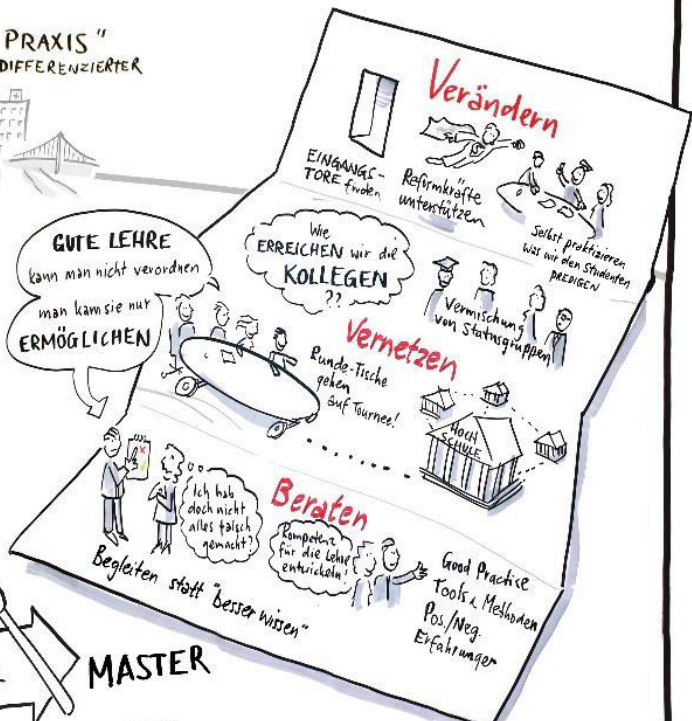 PRAXIS"
DIFFERENZIERTER
Verändern
EINGANGS-
TORE finden
Reformkräfte
unterstützen
Selbst praktizieren
was wir den Studenten
PREDIGEN
GUTE LEHRE
kann man nicht verordnen
man kann sie nur
ERMÖGLICHEN
Wie
ERREICHEN wir die
KOLLEGEN
??
Vermischung
von Statusgruppen
Vernetzen
Runde-Tische
gehen
auf Tournee!
HOCH
SCHULE
Beraten
Ich hab
doch nicht
alles falsch
gemacht?
Kompetenz
für die Lehre
entwickeln!
Good Practise
Tools & Methoden
Pos./Neg.
Erfahrungen
Begleiten statt "besser wissen"
MASTER